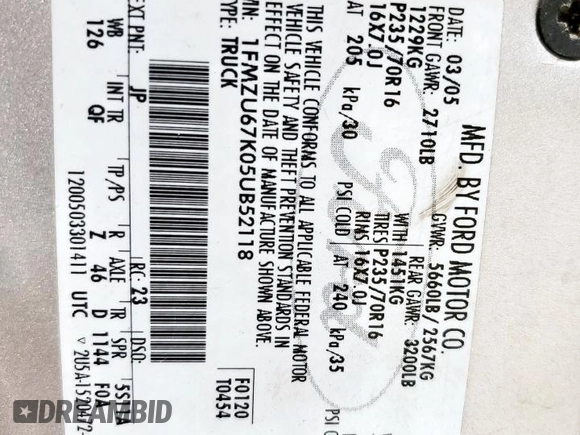 MFD. BY FORD MOTOR CO.
DATE: 03/05 GVWR: 5660LB / 2567KG
FRONT GAWR: 2710LB REAR GAWR: 3200LB
1229KG WITH 1451KG
P235/70R16 TIRES P235/70R16
16X7.0J RIMS 16X7.0J
AT 205 kPa/30 PSI COLD AT 240 kPa/35 PSI C
THIS VEHICLE CONFORMS TO ALL APPLICABLE FEDERAL MOTOR
VEHICLE SAFETY AND THEFT PREVENTION STANDARDS IN
EFFECT ON THE DATE OF MANUFACTURE SHOWN ABOVE.
1FMZU67K05UB52118
TYPE: TRUCK
F0120
T0454
EXT PNT: JP RC: 23 DSO:
WB INT TR TP/PS R AXLE TR SPR
126 QF Z 46 D 1144 F0A
1200503301411 UTC
Ford
DREAMBID